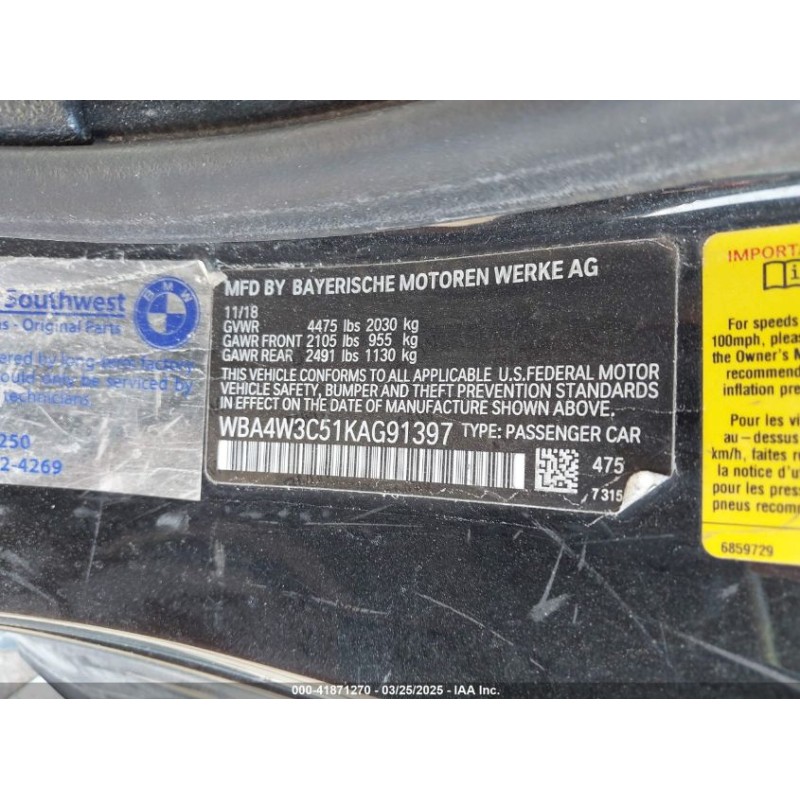 Southwest
BMW
- Original Parts
by long
factory
ould only be serviced by
technicians.
250
2-4269
MFD BY BAYERISCHE MOTOREN WERKE AG
11/18
GVWR 4475 lbs 2030 kg
GAWR FRONT 2105 lbs 955 kg
GAWR REAR 2491 lbs 1130 kg
THIS VEHICLE CONFORMS TO ALL APPLICABLE U.S.FEDERAL MOTOR
VEHICLE SAFETY, BUMPER AND THEFT PREVENTION STANDARDS
IN EFFECT ON THE DATE OF MANUFACTURE SHOWN ABOVE.
WBA4W3C51KAG91397 TYPE: PASSENGER CAR
475
7315
IMPORTA
i
For speeds
100mph, pleas
the Owner's M
recommend
inflation pres
Pour les vi
au-dessus
km/h, faites r
la notice d'u
pour les press
pneus recomm
6859729
000-41871270 - 03/25/2025 - IAA Inc.